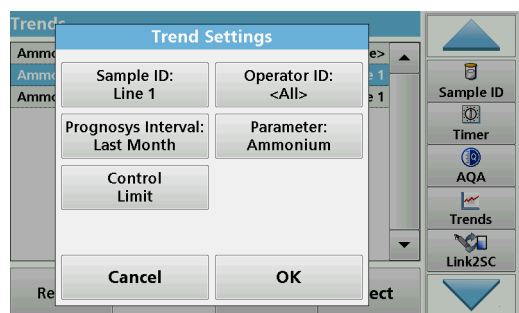 Trends
Trend Settings
Ammo
e>
Ammo
e 1
Ammo
e 1
Sample ID:
Line 1
Operator ID:
<All>
Prognosys Interval:
Last Month
Parameter:
Ammonium
Control
Limit
Cancel
OK
Re
ect
Sample ID
Timer
AQA
Trends
Link2SC